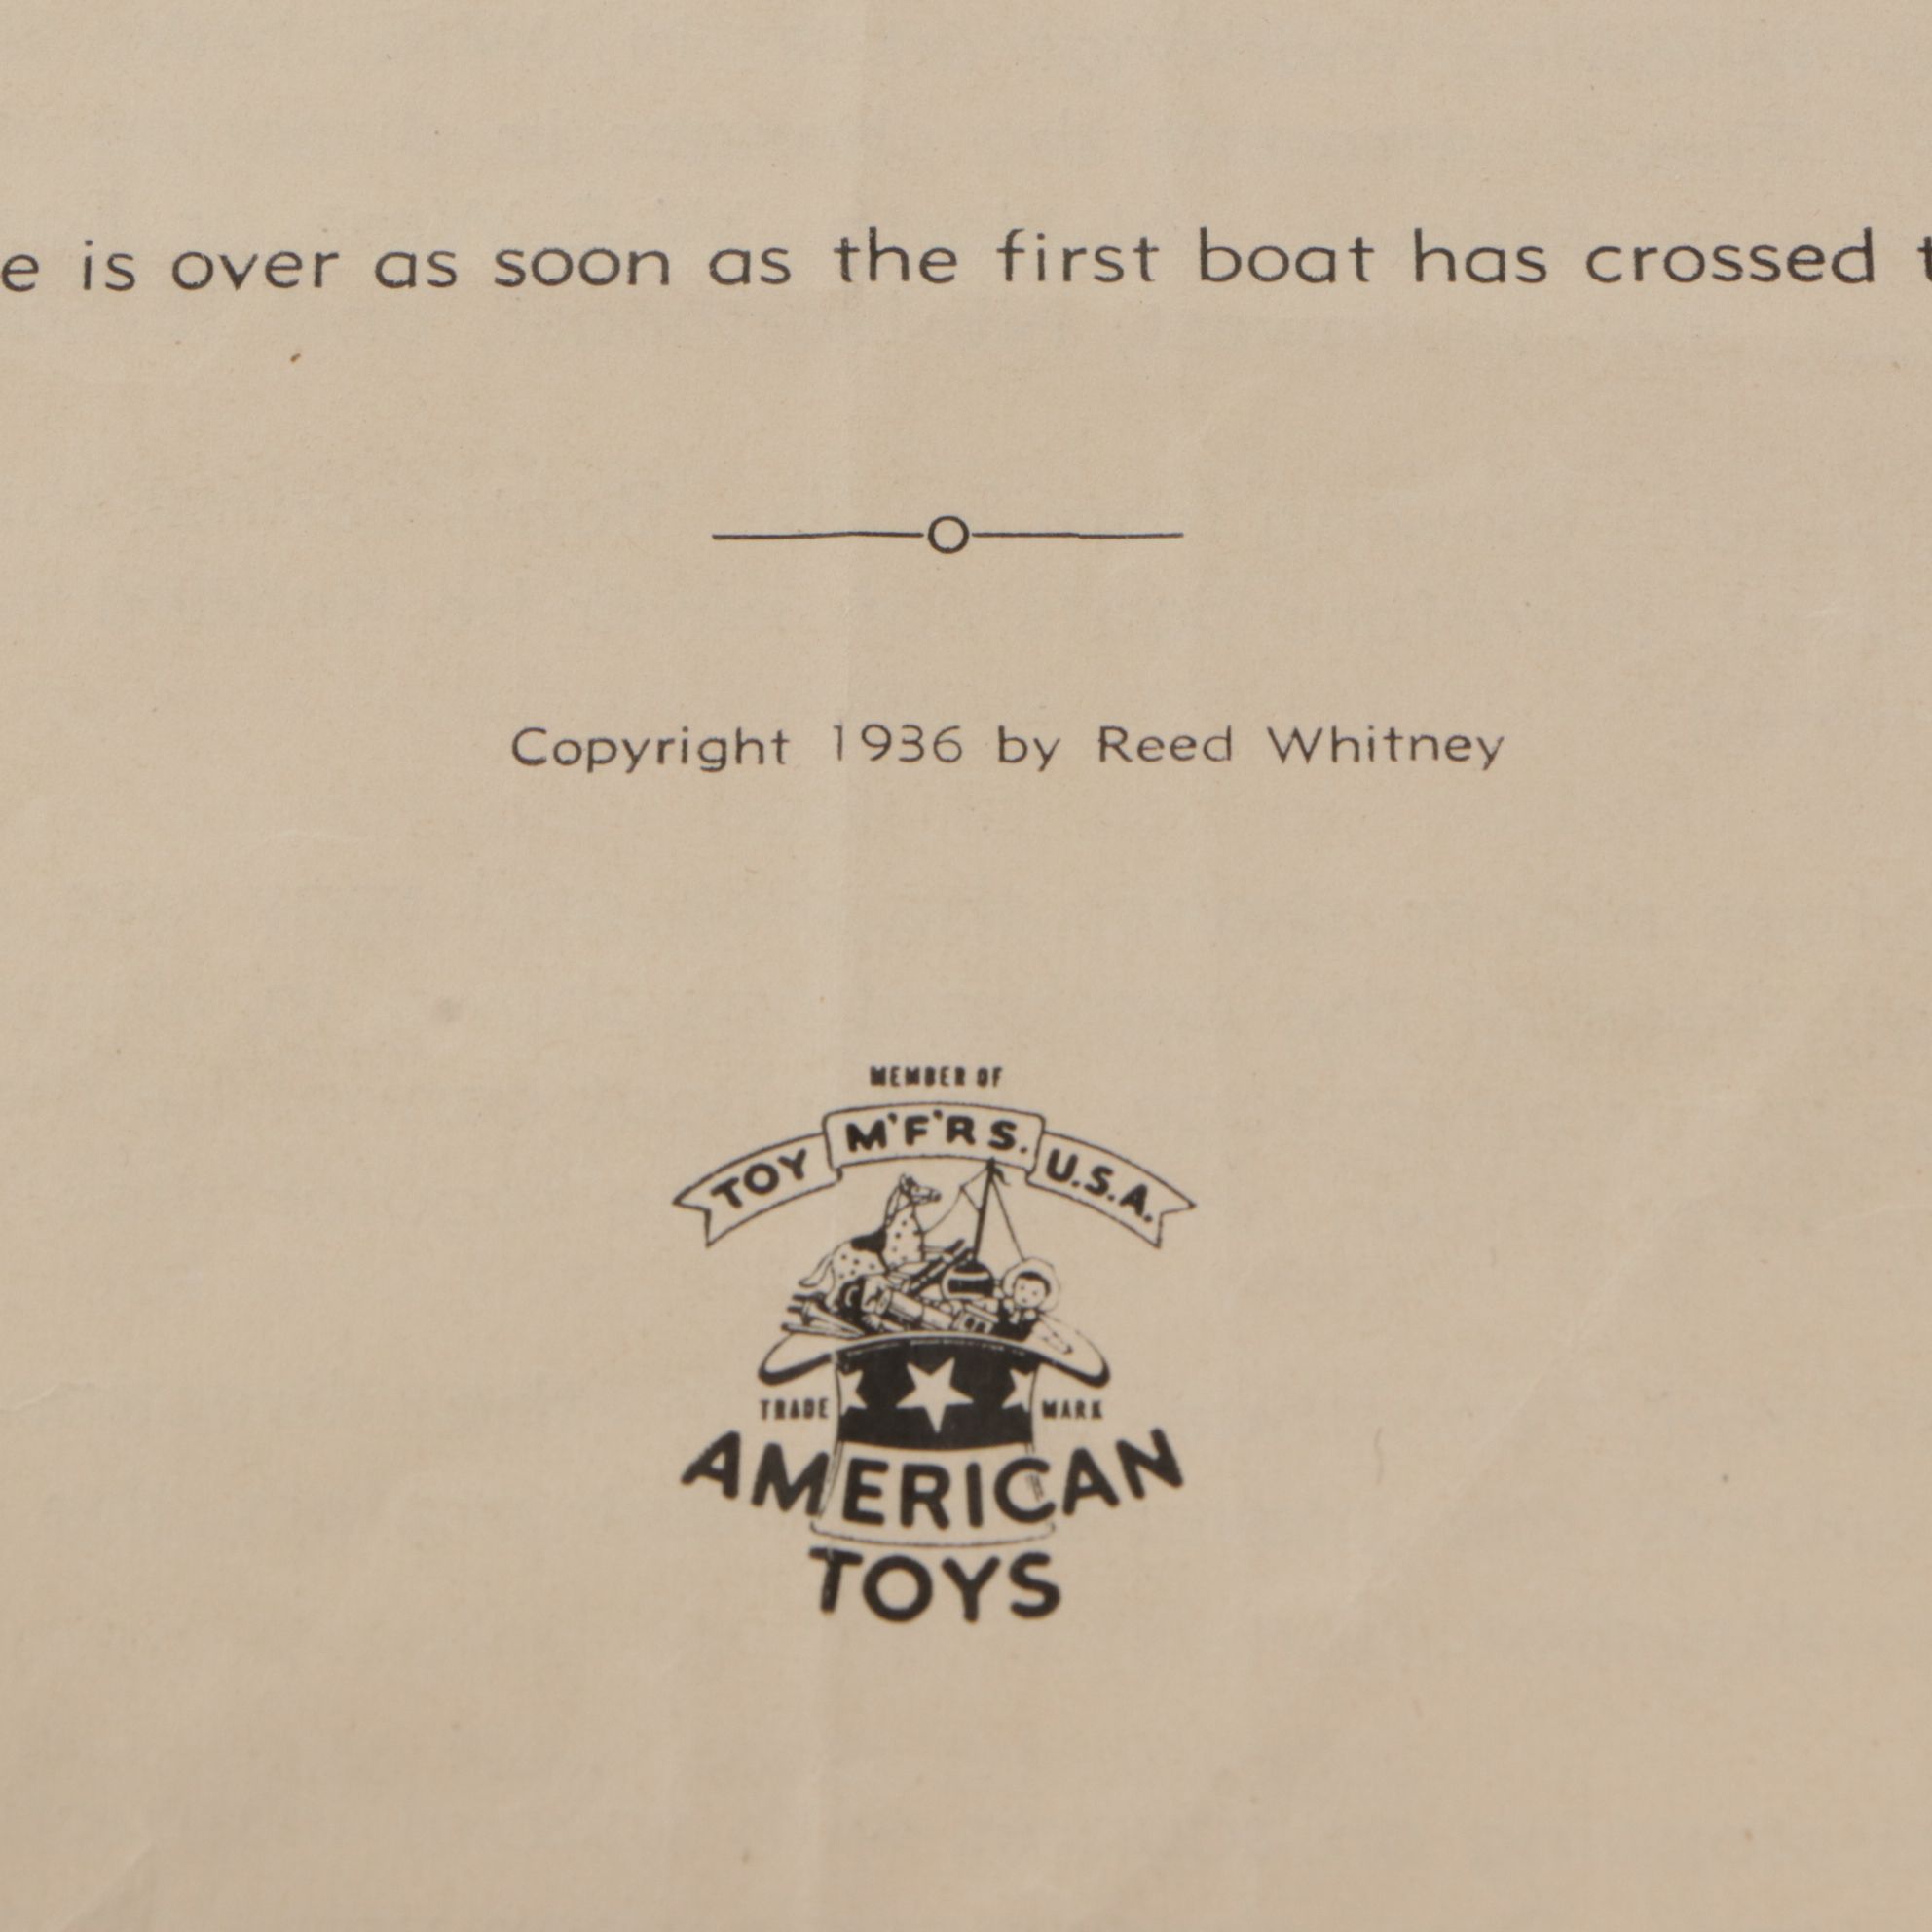 e is over as soon as the first boat has crossed t
Copyright 1936 by Reed Whitney
MEMBER OF
TOY M'F'RS. U.S.A.
TRADE MARK
AMERICAN
TOYS